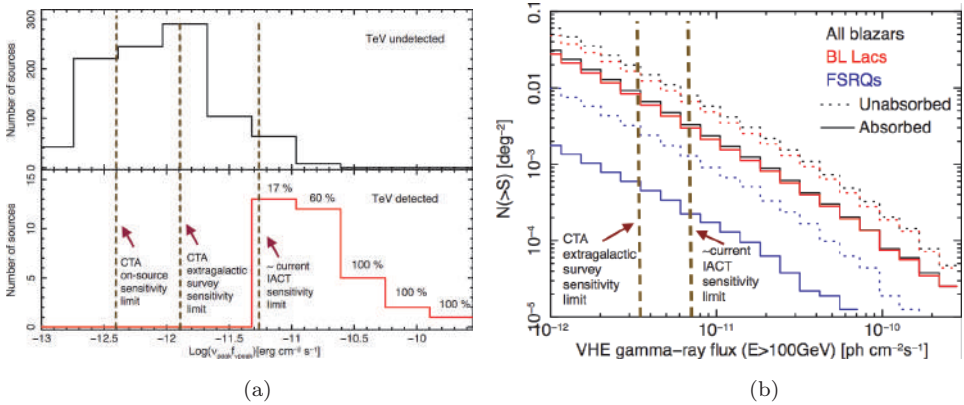 300
200
100
0
Number of sources
TeV undetected
15
10
5
0
Number of sources
TeV detected
17 %
60 %
100 %
100 %
100 %
CTA
on-source
sensitivity
limit
CTA
extragalactic
survey
sensitivity
limit
~current
IACT
sensitivity
limit
−13 −12.5 −12 −11.5 −11 −10.5 −10
(a)
0.1
0.01
10⁻³
10⁻⁴
10⁻⁵
N(>S) [deg⁻²]
All blazars
BL Lacs
FSRQs
Unabsorbed
Absorbed
CTA
extragalactic
survey
sensitivity
limit
~current
IACT
sensitivity
limit
10⁻¹² 10⁻¹¹ 10⁻¹⁰
VHE gamma-ray flux (E>100GeV) [ph cm⁻²s⁻¹]
(b)